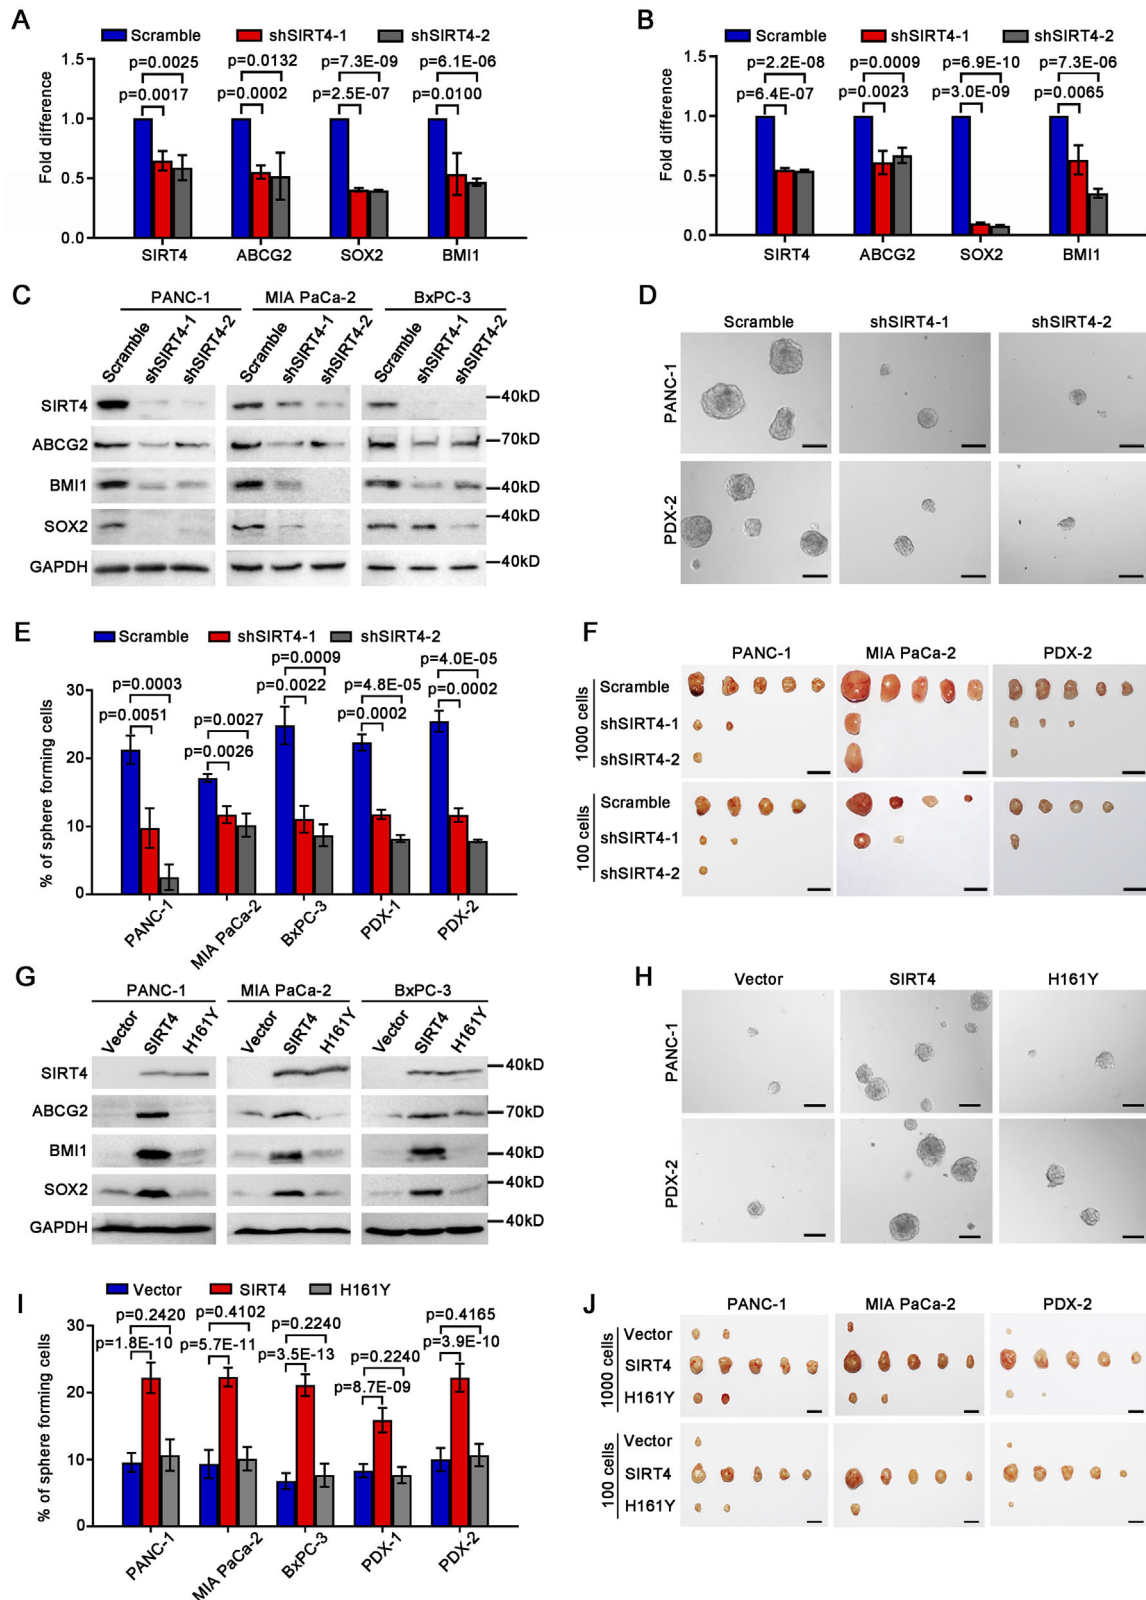 A
Scramble shSIRT4-1 shSIRT4-2
p=0.0025 p=0.0132 p=7.3E-09 p=6.1E-06
p=0.0017 p=0.0002 p=2.5E-07 p=0.0100
Fold difference
1.5
1.0
0.5
0.0
SIRT4 ABCG2 SOX2 BMI1
B
Scramble shSIRT4-1 shSIRT4-2
p=2.2E-08 p=0.0009 p=6.9E-10 p=7.3E-06
p=6.4E-07 p=0.0023 p=3.0E-09 p=0.0065
Fold difference
1.5
1.0
0.5
0.0
SIRT4 ABCG2 SOX2 BMI1
C
PANC-1 MIA PaCa-2 BxPC-3
Scramble shSIRT4-1 shSIRT4-2 Scramble shSIRT4-1 shSIRT4-2 Scramble shSIRT4-1 shSIRT4-2
SIRT4 40kD
ABCG2 70kD
BMI1 40kD
SOX2 40kD
GAPDH 40kD
D
Scramble shSIRT4-1 shSIRT4-2
PANC-1
PDX-2
E
Scramble shSIRT4-1 shSIRT4-2
p=0.0003 p=0.0027 p=0.0009 p=4.8E-05 p=4.0E-05
p=0.0051 p=0.0026 p=0.0022 p=0.0002 p=0.0002
% of sphere forming cells
30
20
10
0
PANC-1 MIA PaCa-2 BxPC-3 PDX-1 PDX-2
F
PANC-1 MIA PaCa-2 PDX-2
1000 cells
Scramble
shSIRT4-1
shSIRT4-2
100 cells
Scramble
shSIRT4-1
shSIRT4-2
G
PANC-1 MIA PaCa-2 BxPC-3
Vector SIRT4 H161Y Vector SIRT4 H161Y Vector SIRT4 H161Y
SIRT4 40kD
ABCG2 70kD
BMI1 40kD
SOX2 40kD
GAPDH 40kD
H
Vector SIRT4 H161Y
PANC-1
PDX-2
I
Vector SIRT4 H161Y
p=0.2420 p=0.4102 p=0.2240 p=0.2240 p=0.4165
p=1.8E-10 p=5.7E-11 p=3.5E-13 p=8.7E-09 p=3.9E-10
% of sphere forming cells
30
20
10
0
PANC-1 MIA PaCa-2 BxPC-3 PDX-1 PDX-2
J
PANC-1 MIA PaCa-2 PDX-2
1000 cells
Vector
SIRT4
H161Y
100 cells
Vector
SIRT4
H161Y